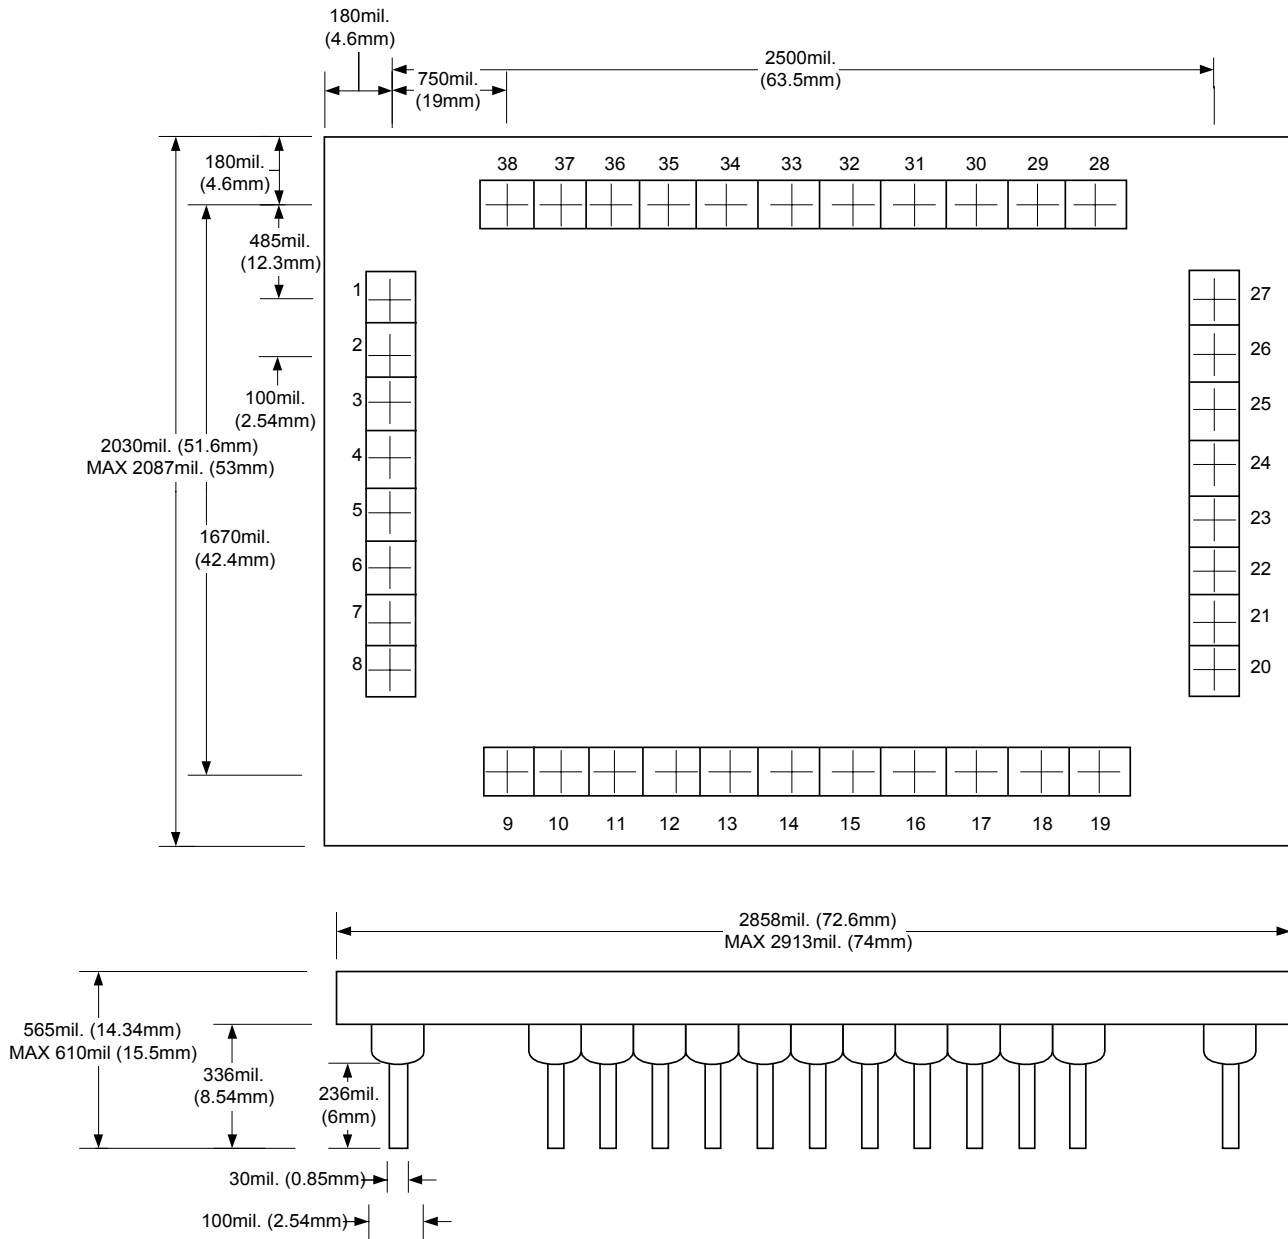 180mil.
(4.6mm)
2500mil.
(63.5mm)
750mil.
(19mm)
180mil.
(4.6mm)
38 37 36 35 34 33 32 31 30 29 28
485mil.
(12.3mm)
1
2
3
4
5
6
7
8
27
26
25
24
23
22
21
20
100mil.
(2.54mm)
2030mil. (51.6mm)
MAX 2087mil. (53mm)
1670mil.
(42.4mm)
9 10 11 12 13 14 15 16 17 18 19
2858mil. (72.6mm)
MAX 2913mil. (74mm)
565mil. (14.34mm)
MAX 610mil (15.5mm)
336mil.
(8.54mm)
236mil.
(6mm)
30mil. (0.85mm)
100mil. (2.54mm)